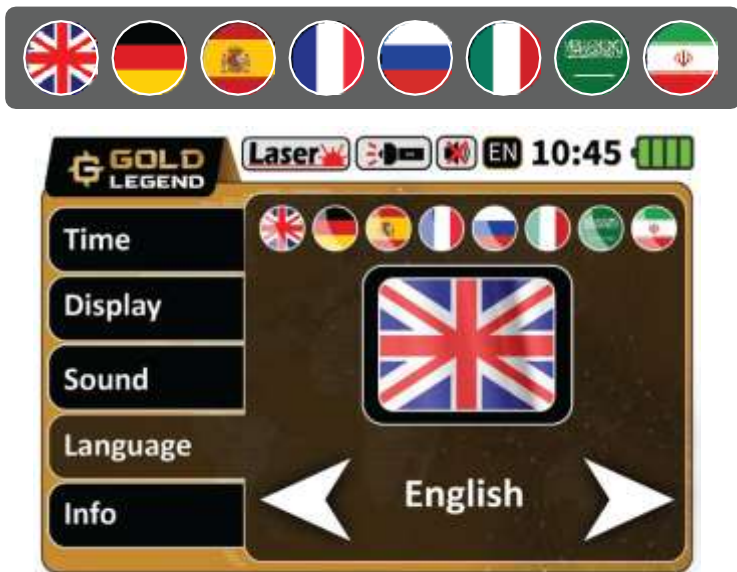 GOLD
LEGEND
Laser
EN 10:45
Time
Display
Sound
Language
Info
English